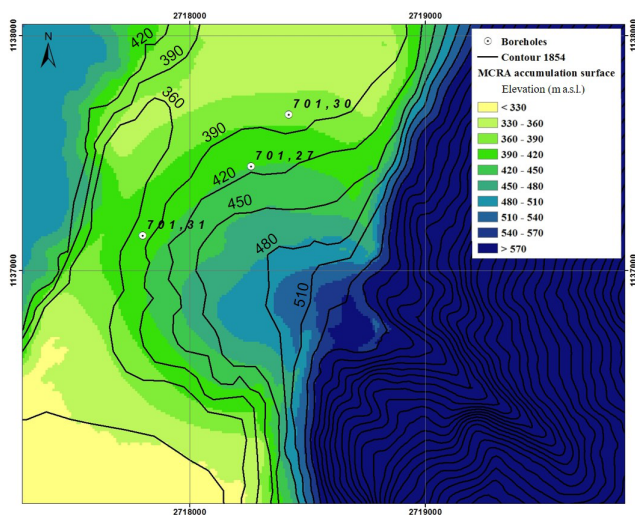 2718000 2719000
1138000 1138000
N
420
390
360
Boreholes
Contour 1854
MCRA accumulation surface
Elevation (m a.s.l.)
< 330
330 - 360
360 - 390
390 - 420
420 - 450
450 - 480
480 - 510
510 - 540
540 - 570
> 570
701,30
390
701,27
420
450
701,31
480
510
1137000 1137000
2718000 2719000